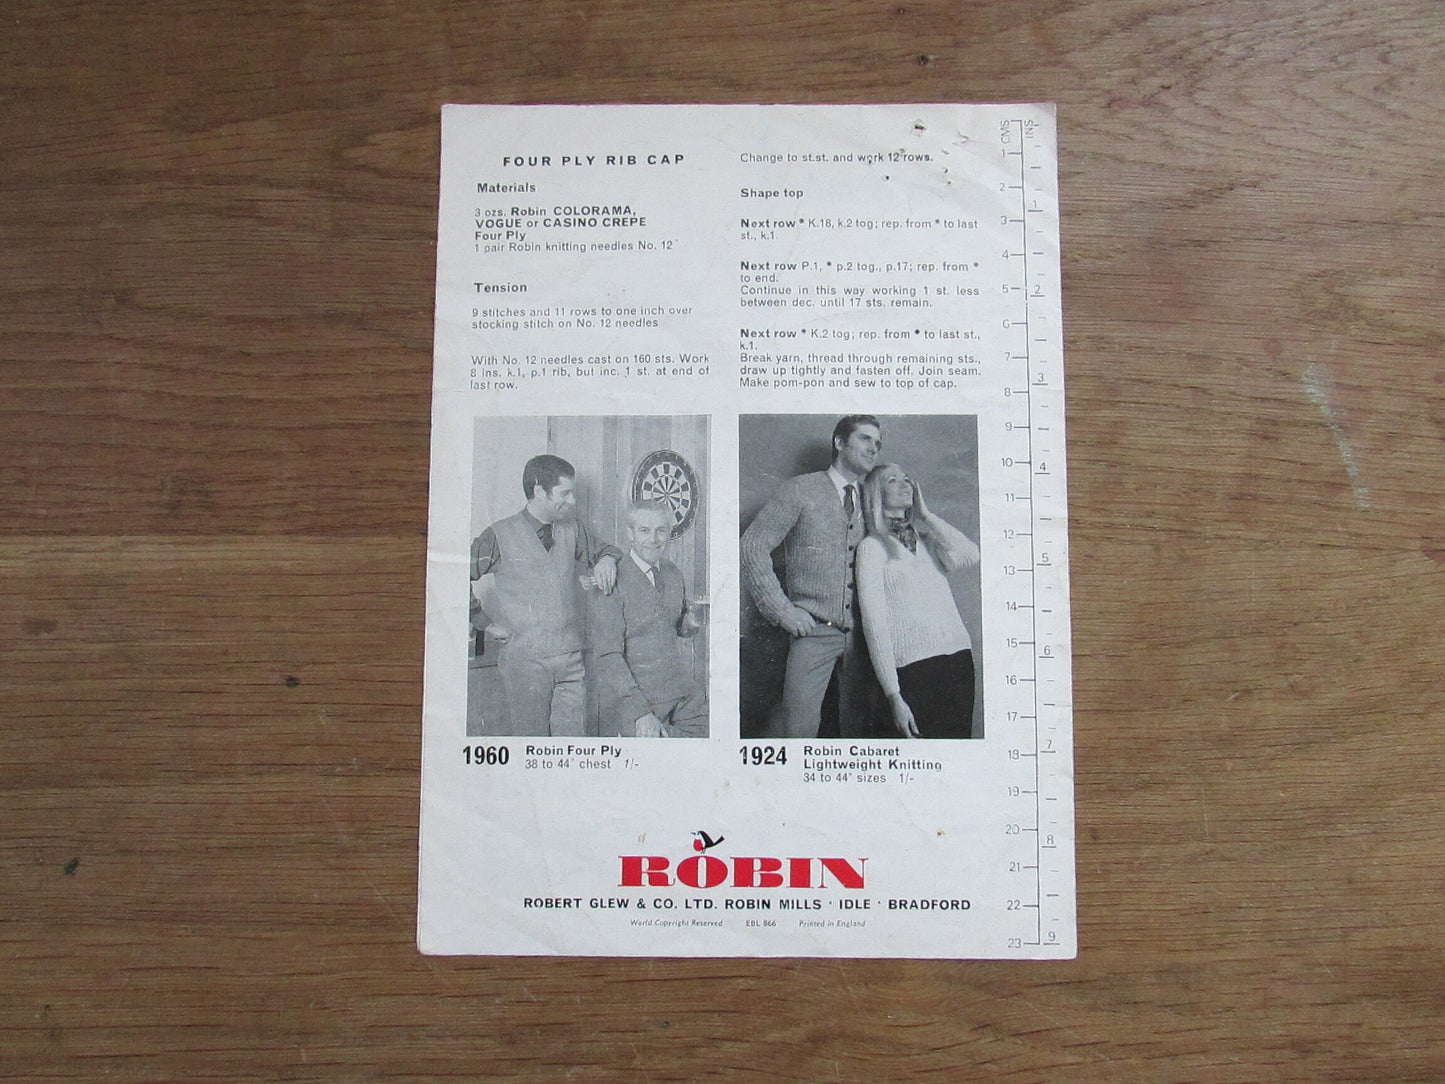 FOUR PLY RIB CAP
Materials
3 ozs. Robin COLORAMA,
VOGUE or CASINO CREPE
Four Ply
1 pair Robin knitting needles No. 12
Tension
9 stitches and 11 rows to one inch over
stocking stitch on No. 12 needles
With No. 12 needles cast on 160 sts. Work
8 ins. k.1, p.1 rib, but inc. 1 st. at end of
last row.
Change to st.st. and work 12 rows.
Shape top
Next row * K.18, k.2 tog; rep. from * to last
st., k.1.
Next row P.1, * p.2 tog., p.17; rep. from *
to end.
Continue in this way working 1 st. less
between dec. until 17 sts. remain.
Next row * K.2 tog; rep. from * to last st.,
k.1.
Break yarn, thread through remaining sts.,
draw up tightly and fasten off. Join seam.
Make pom-pon and sew to top of cap.
1960 Robin Four Ply
38 to 44" chest 1/-
1924 Robin Cabaret
Lightweight Knitting
34 to 44" sizes 1/-
ROBIN
ROBERT GLEW & CO. LTD. ROBIN MILLS · IDLE · BRADFORD
World Copyright Reserved EBL 866 Printed in England
CMS INS
1
2
1
3
4
5 2
6
7
3
8
9
10 4
11
12
5
13
14
15
6
16
17
7
18
19
20
8
21
22
9
23